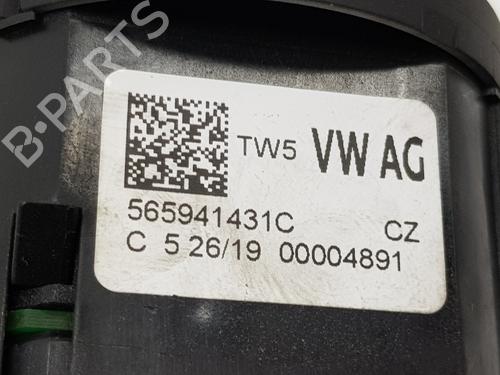 B-PARTS
TW5 VW AG
565941431C CZ
C 5 26/19 00004891